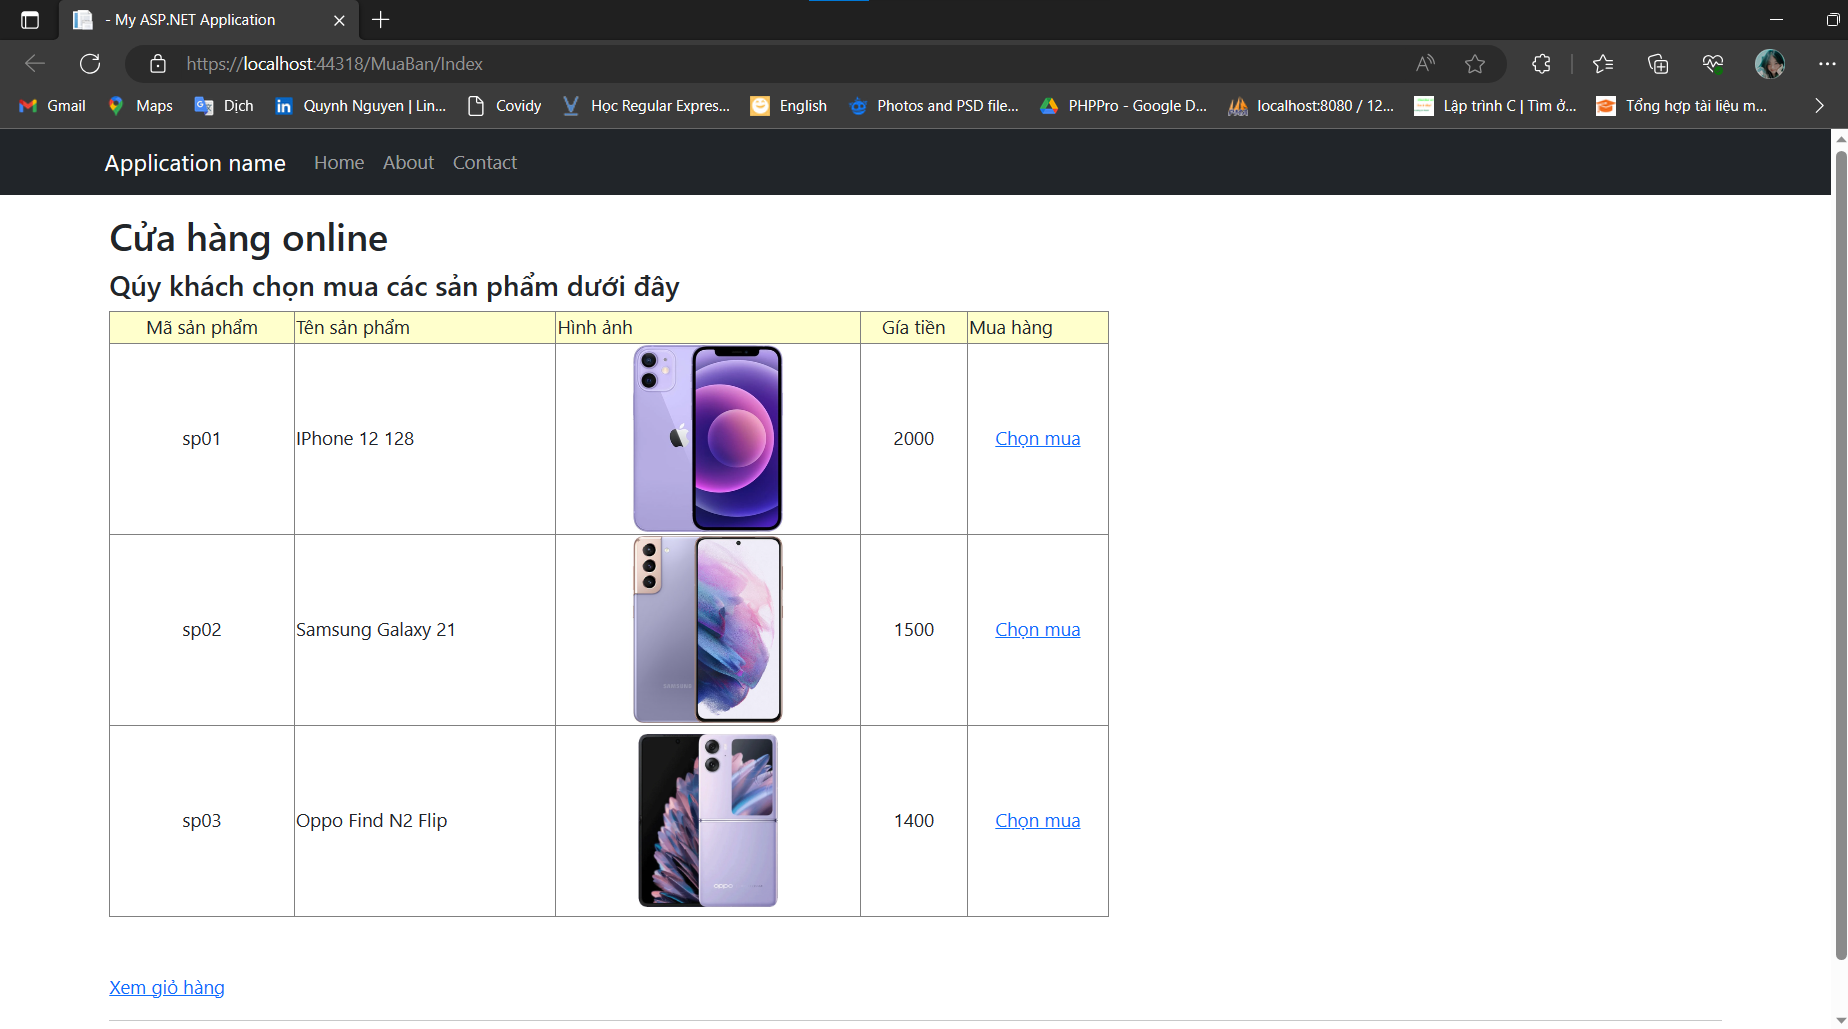 - My ASP.NET Application
https://localhost:44318/MuaBan/Index
Gmail Maps Dịch Quynh Nguyen | Lin... Covidy Học Regular Expres... English Photos and PSD file... PHPPro - Google D... localhost:8080 / 12... Lập trình C | Tìm ở... Tổng hợp tài liệu m...
Application name Home About Contact
Cửa hàng online
Qúy khách chọn mua các sản phẩm dưới đây
Mã sản phẩm Tên sản phẩm Hình ảnh Gía tiền Mua hàng
sp01 IPhone 12 128 2000 Chọn mua
sp02 Samsung Galaxy 21 SAMSUNG 1500 Chọn mua
sp03 Oppo Find N2 Flip oppo 1400 Chọn mua
Xem giỏ hàng